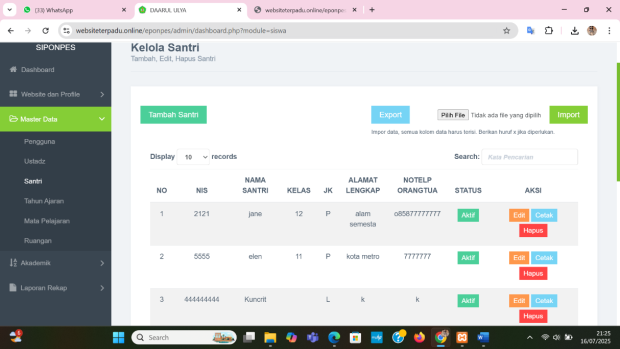 (33) WhatsApp
DAARUL ULYA
websiteterpadu.online/eponpes
websiteterpadu.online/eponpes/admin/dashboard.php?module=siswa
SIPONPES
Dashboard
Website dan Profile
Master Data
Pengguna
Ustadz
Santri
Tahun Ajaran
Mata Pelajaran
Ruangan
Akademik
Laporan Rekap
Kelola Santri
Tambah, Edit, Hapus Santri
Tambah Santri
Export
Pilih File Tidak ada file yang dipilih
Import
Impor data, semua kolom data harus terisi. Berikan huruf x jika diperlukan.
Display 10 records
Search: Kata Pencarian
NO NIS NAMA SANTRI KELAS JK ALAMAT LENGKAP NOTELP ORANGTUA STATUS AKSI
1 2121 jane 12 P alam semesta o85877777777 Aktif Edit Cetak Hapus
2 5555 elen 11 P kota metro 7777777 Aktif Edit Cetak Hapus
3 444444444 Kuncrit L k k Aktif Edit Cetak Hapus
Search
21:25
16/07/2025